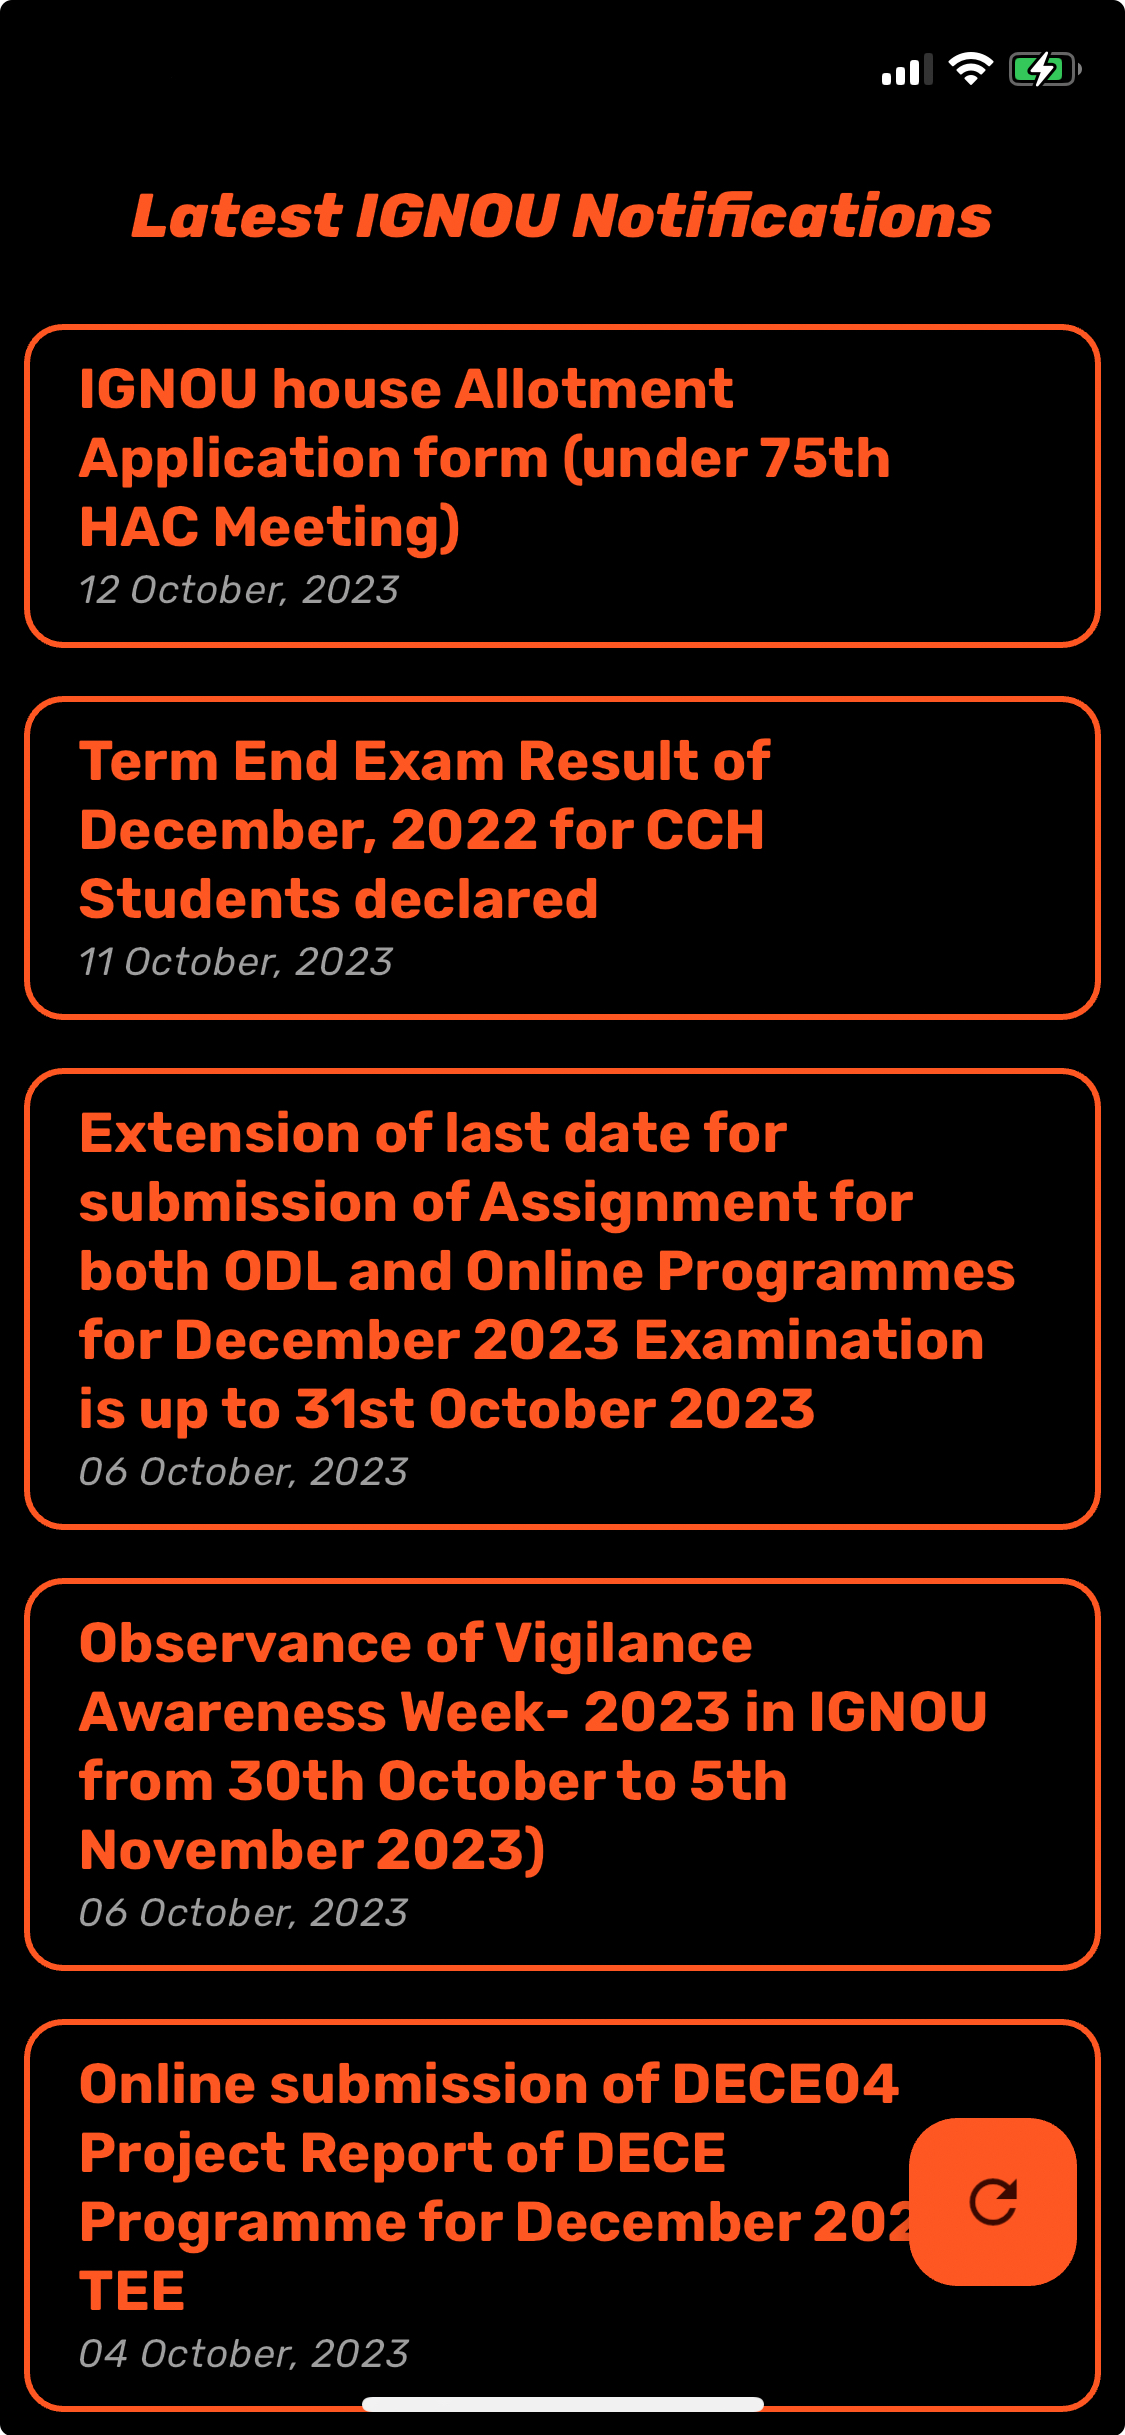 Latest IGNOU Notifications
IGNOU house Allotment
Application form (under 75th
HAC Meeting)
12 October, 2023
Term End Exam Result of
December, 2022 for CCH
Students declared
11 October, 2023
Extension of last date for
submission of Assignment for
both ODL and Online Programmes
for December 2023 Examination
is up to 31st October 2023
06 October, 2023
Observance of Vigilance
Awareness Week- 2023 in IGNOU
from 30th October to 5th
November 2023)
06 October, 2023
Online submission of DECE04
Project Report of DECE
Programme for December
TEE
04 October, 2023